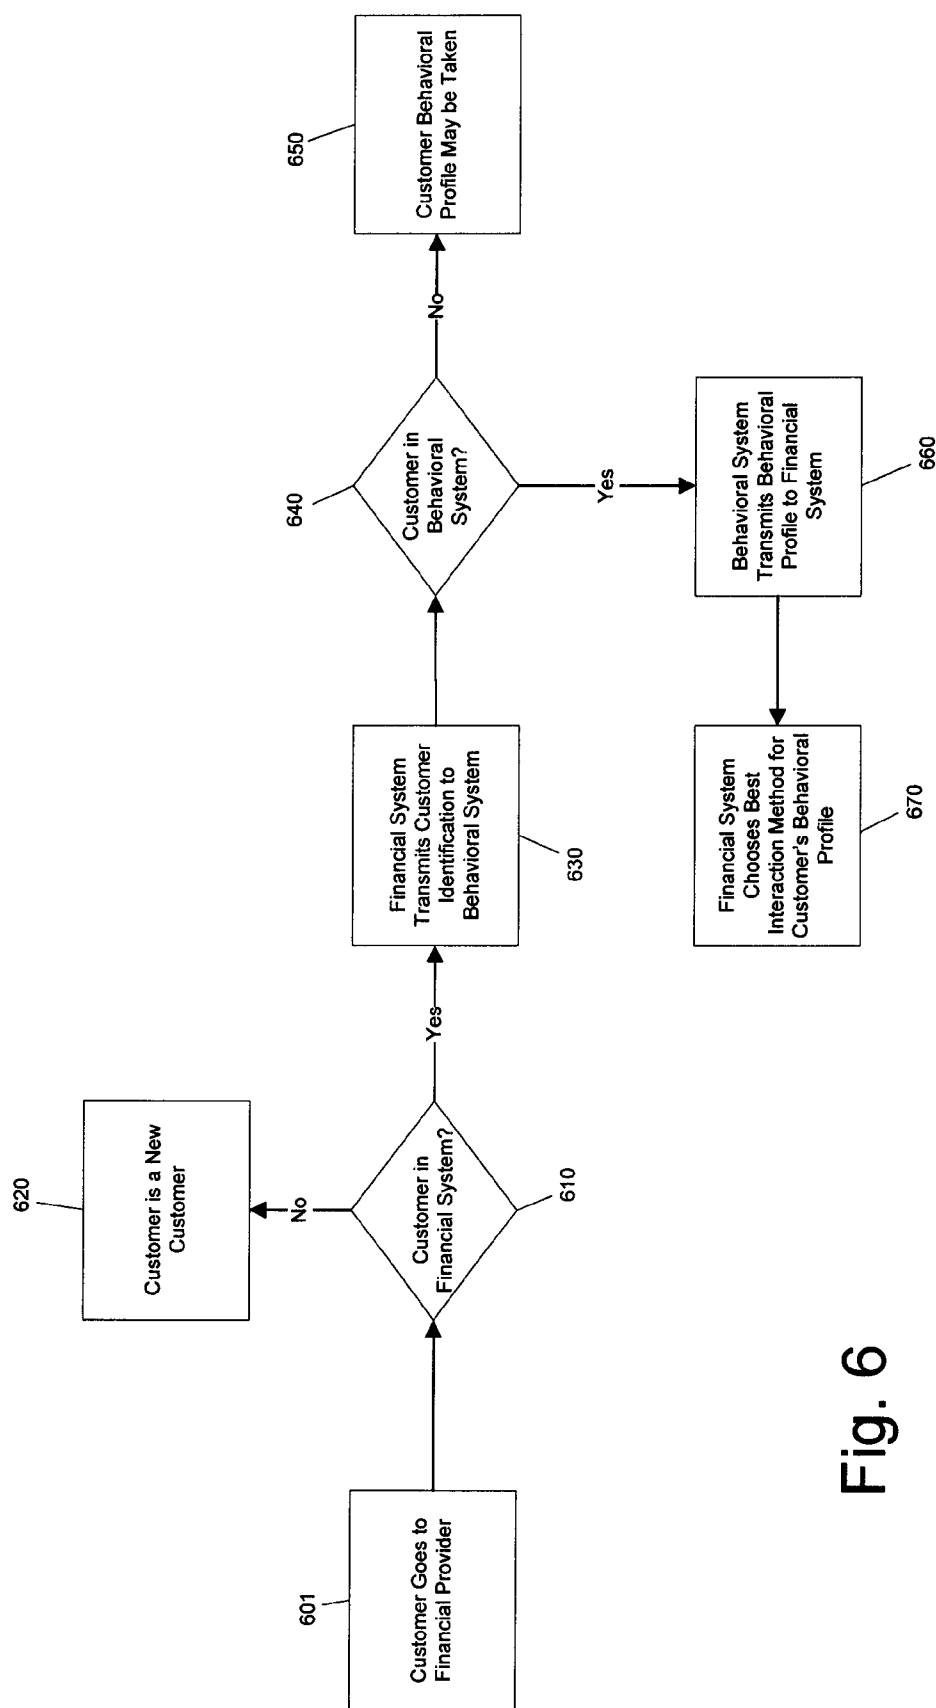 601
Customer Goes to
Financial Provider
610
Customer in
Financial System?
No
620
Customer is a New
Customer
Yes
630
Financial System
Transmits Customer
Identification to
Behavioral System
640
Customer in
Behavioral
System?
No
650
Customer Behavioral
Profile May be Taken
Yes
660
Behavioral System
Transmits Behavioral
Profile to Financial
System
670
Financial System
Chooses Best
Interaction Method for
Customer's Behavioral
Profile
Fig. 6